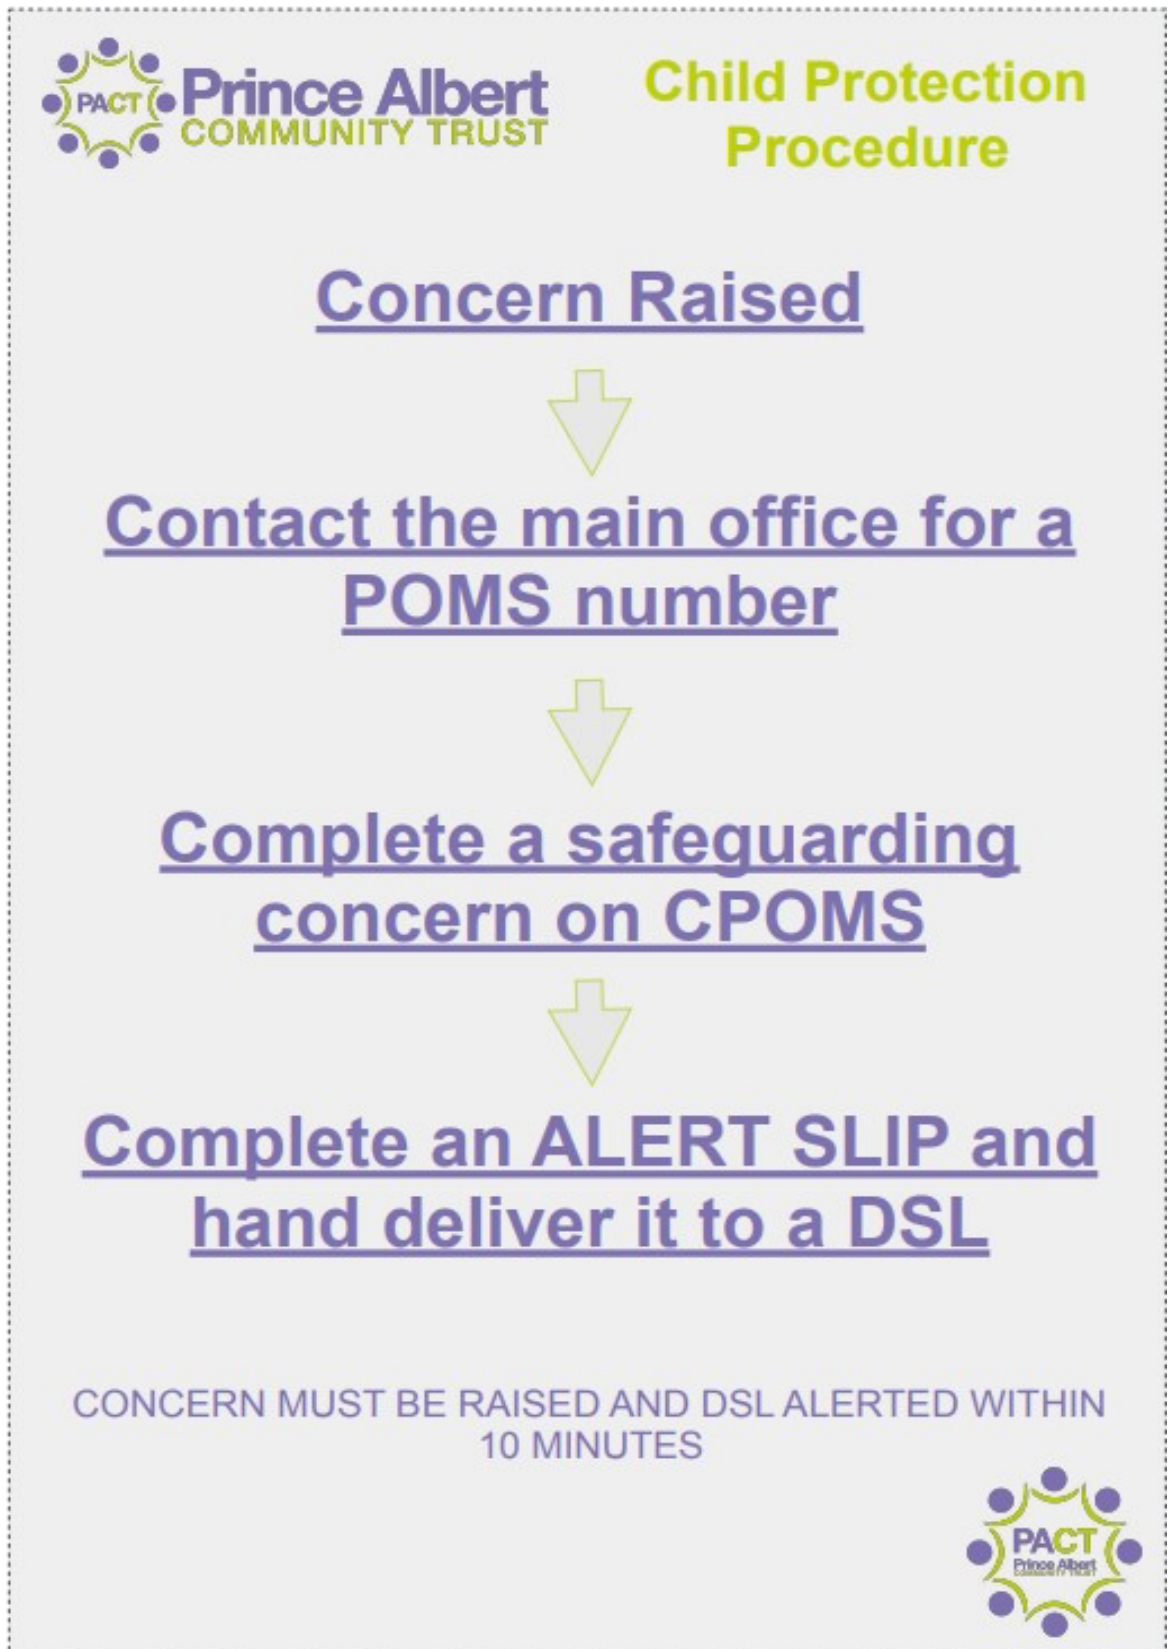 PACT Prince Albert
COMMUNITY TRUST
Child Protection
Procedure
Concern Raised
Contact the main office for a
POMS number
Complete a safeguarding
concern on CPOMS
Complete an ALERT SLIP and
hand deliver it to a DSL
CONCERN MUST BE RAISED AND DSL ALERTED WITHIN
10 MINUTES
PACT
Prince Albert
COMMUNITY TRUST